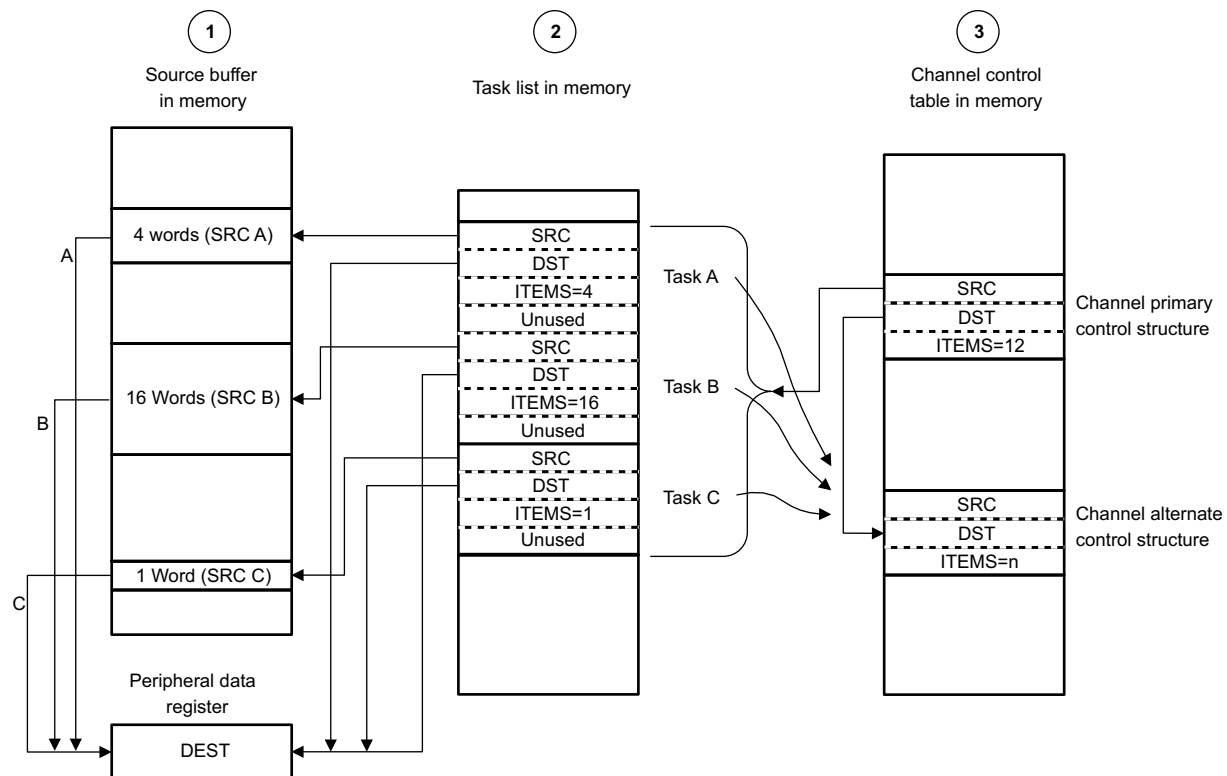 1
Source buffer
in memory
4 words (SRC A)
16 Words (SRC B)
1 Word (SRC C)
A
B
C
Peripheral data
register
DEST
2
Task list in memory
SRC
DST
ITEMS=4
Unused
SRC
DST
ITEMS=16
Unused
SRC
DST
ITEMS=1
Unused
Task A
Task B
Task C
3
Channel control
table in memory
SRC
DST
ITEMS=12
Channel primary
control structure
SRC
DST
ITEMS=n
Channel alternate
control structure